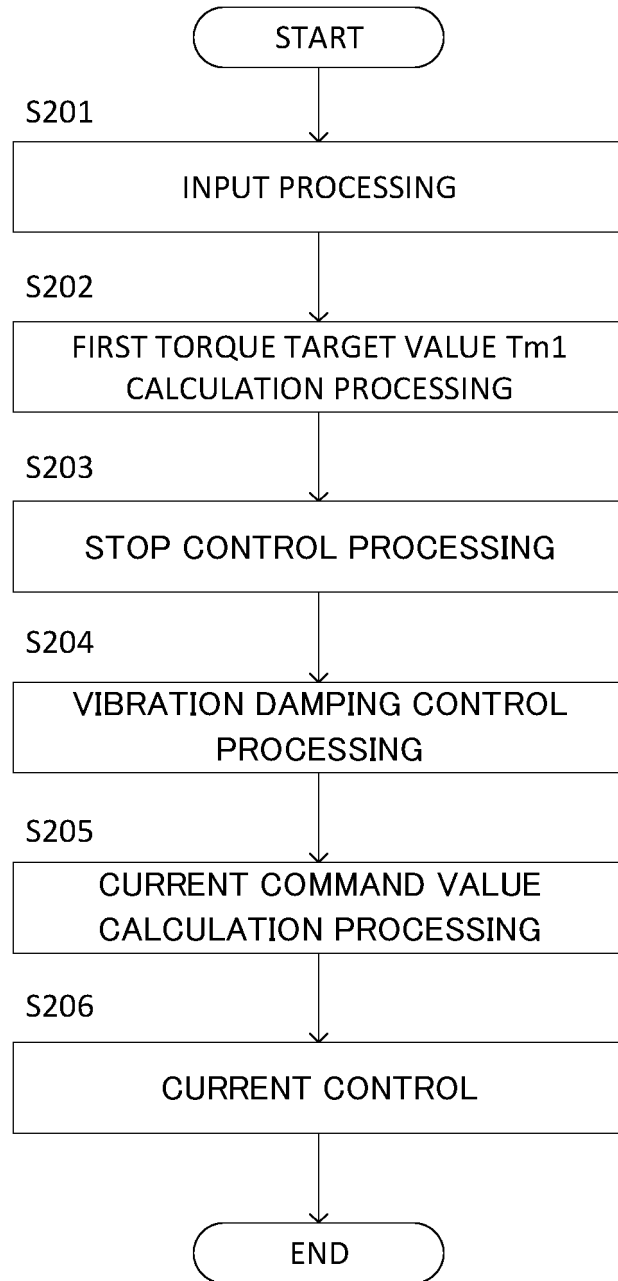 START
S201
INPUT PROCESSING
S202
FIRST TORQUE TARGET VALUE Tm1
CALCULATION PROCESSING
S203
STOP CONTROL PROCESSING
S204
VIBRATION DAMPING CONTROL
PROCESSING
S205
CURRENT COMMAND VALUE
CALCULATION PROCESSING
S206
CURRENT CONTROL
END